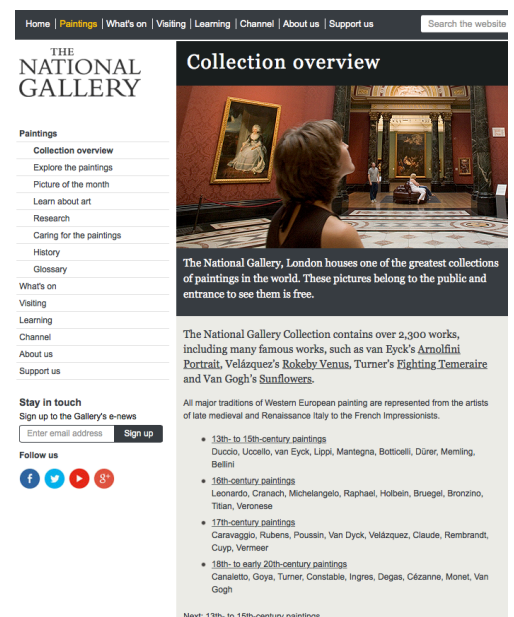 Home | Paintings | What's on | Visiting | Learning | Channel | About us | Support us
Search the website
THE
NATIONAL
GALLERY
Paintings
Collection overview
Explore the paintings
Picture of the month
Learn about art
Research
Caring for the paintings
History
Glossary
What's on
Visiting
Learning
Channel
About us
Support us
Stay in touch
Sign up to the Gallery's e-news
Enter email address
Sign up
Follow us
f
g+
Collection overview
The National Gallery, London houses one of the greatest collections
of paintings in the world. These pictures belong to the public and
entrance to see them is free.
The National Gallery Collection contains over 2,300 works,
including many famous works, such as van Eyck's Arnolfini
Portrait, Velázquez's Rokeby Venus, Turner's Fighting Temeraire
and Van Gogh's Sunflowers.
All major traditions of Western European painting are represented from the artists
of late medieval and Renaissance Italy to the French Impressionists.
• 13th- to 15th-century paintings
Duccio, Uccello, van Eyck, Lippi, Mantegna, Botticelli, Dürer, Memling,
Bellini
• 16th-century paintings
Leonardo, Cranach, Michelangelo, Raphael, Holbein, Bruegel, Bronzino,
Titian, Veronese
• 17th-century paintings
Caravaggio, Rubens, Poussin, Van Dyck, Velázquez, Claude, Rembrandt,
Cuyp, Vermeer
• 18th- to early 20th-century paintings
Canaletto, Goya, Turner, Constable, Ingres, Degas, Cézanne, Monet, Van
Gogh
Next: 13th- to 15th-century paintings